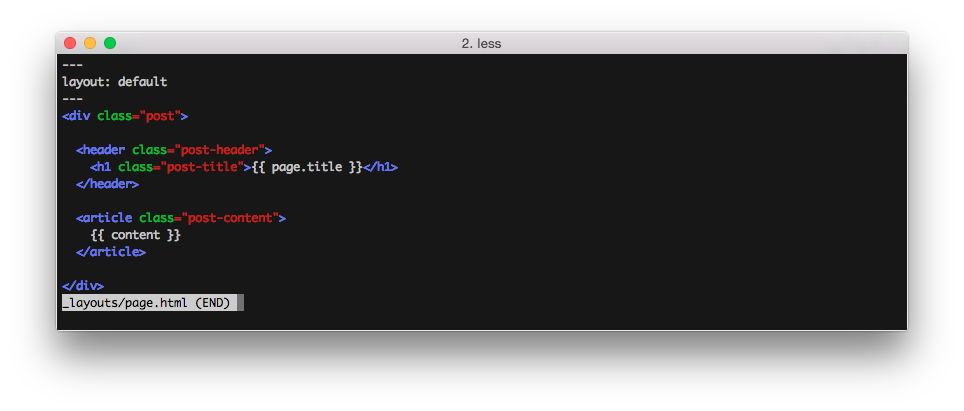 2. less
---
layout: default
---
<div class="post">
  <header class="post-header">
    <h1 class="post-title">{{ page.title }}</h1>
  </header>
  <article class="post-content">
    {{ content }}
  </article>
</div>
_layouts/page.html (END)